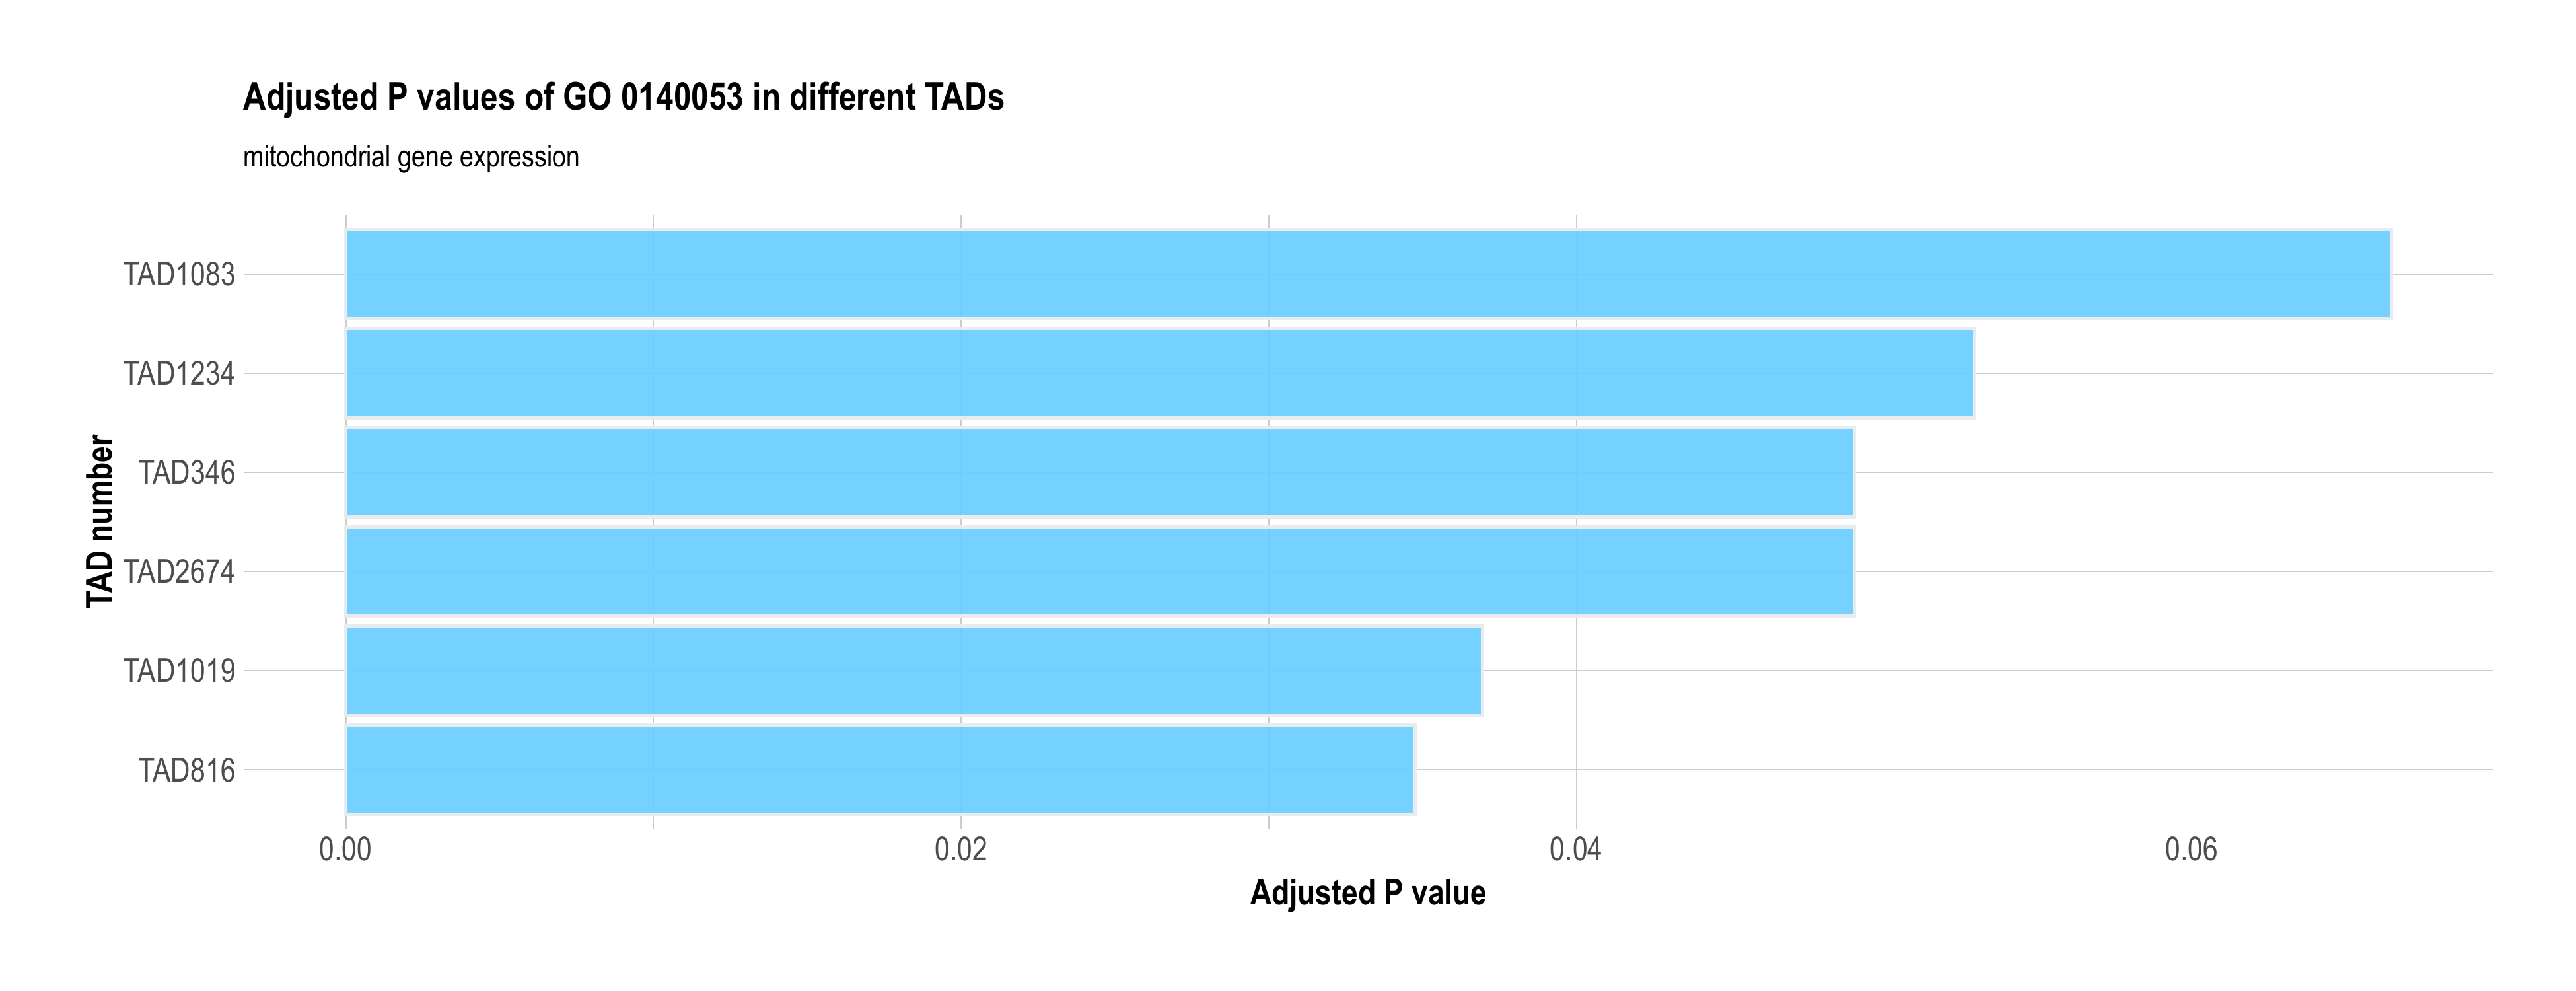 Adjusted P values of GO 0140053 in different TADs
mitochondrial gene expression
TAD number
TAD1083
TAD1234
TAD346
TAD2674
TAD1019
TAD816
0.00 0.02 0.04 0.06
Adjusted P value